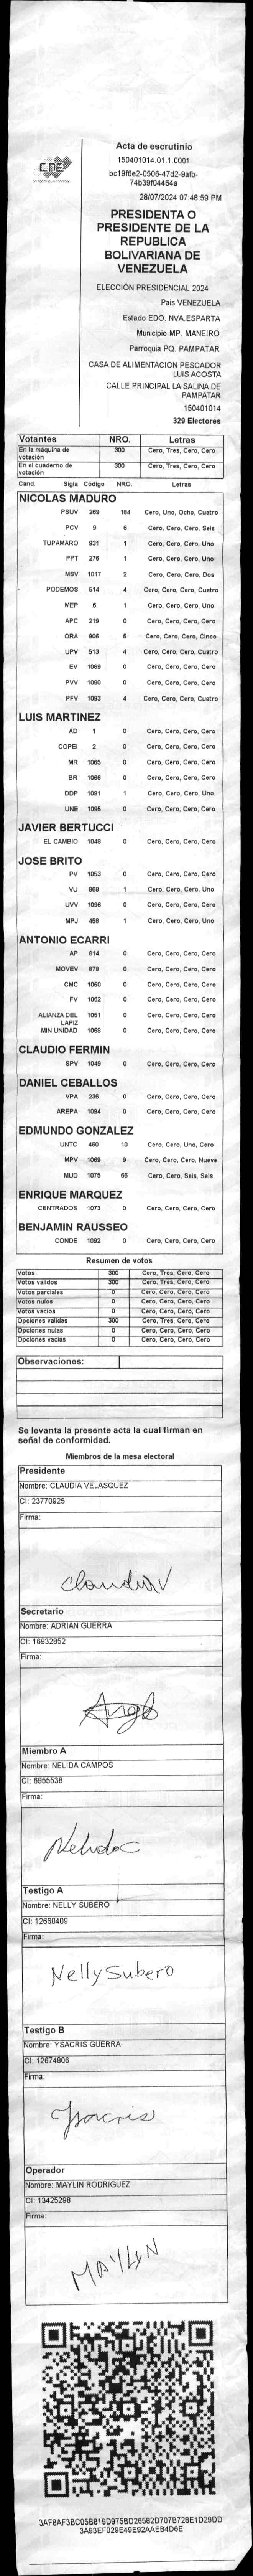 CNE
Acta de escrutinio
150401014.01.1.0001
bc19f6e2-0506-47d2-9afb-
74b39f04464a
28/07/2024 07:48:59 PM
PRESIDENTA O
PRESIDENTE DE LA
REPUBLICA
BOLIVARIANA DE
VENEZUELA
ELECCIÓN PRESIDENCIAL 2024
Pais VENEZUELA
Estado EDO. NVA.ESPARTA
Municipio MP. MANEIRO
Parroquia PQ. PAMPATAR
CASA DE ALIMENTACION PESCADOR
LUIS ACOSTA
CALLE PRINCIPAL LA SALINA DE
PAMPATAR
150401014
329 Electores
Votantes NRO. Letras
En la máquina de votación 300 Cero, Tres, Cero, Cero
En el cuaderno de votación 300 Cero, Tres, Cero, Cero
Cand. Sigla Código NRO. Letras
NICOLAS MADURO
PSUV 269 184 Cero, Uno, Ocho, Cuatro
PCV 9 6 Cero, Cero, Cero, Seis
TUPAMARO 931 1 Cero, Cero, Cero, Uno
PPT 276 1 Cero, Cero, Cero, Uno
MSV 1017 2 Cero, Cero, Cero, Dos
PODEMOS 514 4 Cero, Cero, Cero, Cuatro
MEP 6 1 Cero, Cero, Cero, Uno
APC 219 0 Cero, Cero, Cero, Cero
ORA 906 5 Cero, Cero, Cero, Cinco
UPV 513 4 Cero, Cero, Cero, Cuatro
EV 1089 0 Cero, Cero, Cero, Cero
PVV 1090 0 Cero, Cero, Cero, Cero
PFV 1093 4 Cero, Cero, Cero, Cuatro
LUIS MARTINEZ
AD 1 0 Cero, Cero, Cero, Cero
COPEI 2 0 Cero, Cero, Cero, Cero
MR 1065 0 Cero, Cero, Cero, Cero
BR 1066 0 Cero, Cero, Cero, Cero
DDP 1091 1 Cero, Cero, Cero, Uno
UNE 1095 0 Cero, Cero, Cero, Cero
JAVIER BERTUCCI
EL CAMBIO 1048 0 Cero, Cero, Cero, Cero
JOSE BRITO
PV 1053 0 Cero, Cero, Cero, Cero
VU 969 1 Cero, Cero, Cero, Uno
UVV 1096 0 Cero, Cero, Cero, Cero
MPJ 458 1 Cero, Cero, Cero, Uno
ANTONIO ECARRI
AP 914 0 Cero, Cero, Cero, Cero
MOVEV 978 0 Cero, Cero, Cero, Cero
CMC 1050 0 Cero, Cero, Cero, Cero
FV 1062 0 Cero, Cero, Cero, Cero
ALIANZA DEL LAPIZ 1051 0 Cero, Cero, Cero, Cero
MIN UNIDAD 1088 0 Cero, Cero, Cero, Cero
CLAUDIO FERMIN
SPV 1049 0 Cero, Cero, Cero, Cero
DANIEL CEBALLOS
VPA 236 0 Cero, Cero, Cero, Cero
AREPA 1094 0 Cero, Cero, Cero, Cero
EDMUNDO GONZALEZ
UNTC 460 10 Cero, Cero, Uno, Cero
MPV 1069 9 Cero, Cero, Cero, Nueve
MUD 1075 66 Cero, Cero, Seis, Seis
ENRIQUE MARQUEZ
CENTRADOS 1073 0 Cero, Cero, Cero, Cero
BENJAMIN RAUSSEO
CONDE 1092 0 Cero, Cero, Cero, Cero
Resumen de votos
Votos 300 Cero, Tres, Cero, Cero
Votos validos 300 Cero, Tres, Cero, Cero
Votos parciales 0 Cero, Cero, Cero, Cero
Votos nulos 0 Cero, Cero, Cero, Cero
Votos vacios 0 Cero, Cero, Cero, Cero
Opciones validas 300 Cero, Tres, Cero, Cero
Opciones nulas 0 Cero, Cero, Cero, Cero
Opciones vacias 0 Cero, Cero, Cero, Cero
Observaciones:
Se levanta la presente acta la cual firman en
señal de conformidad.
Miembros de la mesa electoral
Presidente
Nombre: CLAUDIA VELASQUEZ
CI: 23770925
Firma:
ClaudiaV
Secretario
Nombre: ADRIAN GUERRA
CI: 16932852
Firma:
Miembro A
Nombre: NELIDA CAMPOS
CI: 6955538
Firma:
NelidaC
Testigo A
Nombre: NELLY SUBERO
CI: 12660409
Firma:
Nelly Subero
Testigo B
Nombre: YSACRIS GUERRA
CI: 12674806
Firma:
Ysacris
Operador
Nombre: MAYLIN RODRIGUEZ
CI: 13425298
Firma:
MAYLYN
3AF8AF3BC05B819D975BD26582D707B728E1D29DD
3A93EF029E49E92AAEB4D6E